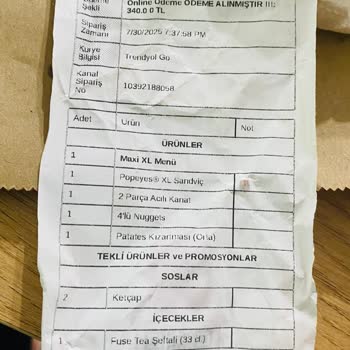 Ödeme Şekli Online Ödeme ÖDEME ALINMIŞTIR !!!: 340.0 0 TL
Sipariş Zamanı 7/30/2025 7:37:58 PM
Kurye Bilgisi Trendyol Go
Kanal Sipariş No 10392188058
Adet Ürün Not
ÜRÜNLER
1 Maxi XL Menü
1 Popeyes® XL Sandviç
1 2 Parça Acılı Kanat
1 4'lü Nuggets
1 Patates Kızartması (Orta)
TEKLİ ÜRÜNLER ve PROMOSYONLAR
SOSLAR
2 Ketçap
İÇECEKLER
1 Fuse Tea Şeftali (33 cl.)